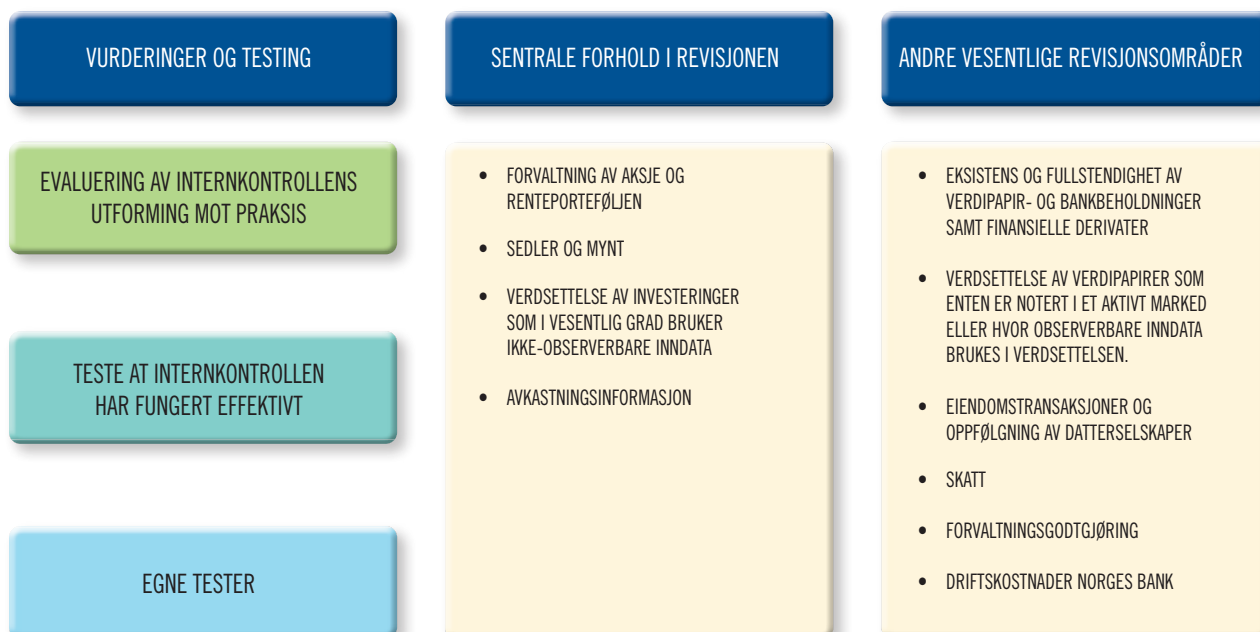 VURDERINGER OG TESTING
EVALUERING AV INTERNKONTROLLENS
UTFORMING MOT PRAKSIS
TESTE AT INTERNKONTROLLEN
HAR FUNGERT EFFEKTIVT
EGNE TESTER
SENTRALE FORHOLD I REVISJONEN
• FORVALTNING AV AKSJE OG
RENTEPORTEFØLJEN
• SEDLER OG MYNT
• VERDSETTELSE AV INVESTERINGER
SOM I VESENTLIG GRAD BRUKER
IKKE-OBSERVERBARE INNDATA
• AVKASTNINGSINFORMASJON
ANDRE VESENTLIGE REVISJONSOMRÅDER
• EKSISTENS OG FULLSTENDIGHET AV
VERDIPAPIR- OG BANKBEHOLDNINGER
SAMT FINANSIELLE DERIVATER
• VERDSETTELSE AV VERDIPAPIRER SOM
ENTEN ER NOTERT I ET AKTIVT MARKED
ELLER HVOR OBSERVERBARE INNDATA
BRUKES I VERDSETTELSEN.
• EIENDOMSTRANSAKSJONER OG
OPPFØLGNING AV DATTERSELSKAPER
• SKATT
• FORVALTNINGSGODTGJØRING
• DRIFTSKOSTNADER NORGES BANK